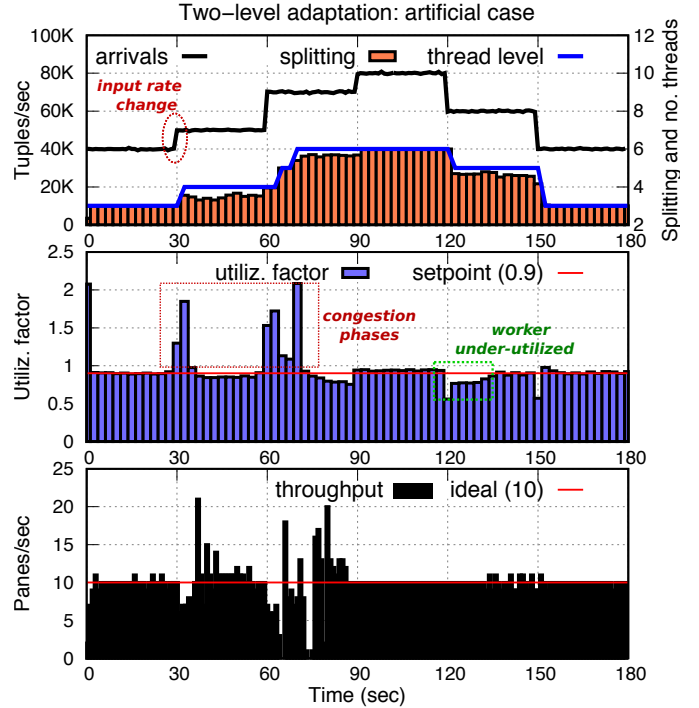 Two-level adaptation: artificial case
100K
80K
60K
40K
20K
0
Tuples/sec
arrivals
splitting
thread level
input rate
change
12
10
8
6
4
2
Splitting and no. threads
0 30 60 90 120 150 180
2.5
2
1.5
1
0.5
0
Utiliz. factor
utiliz. factor
setpoint (0.9)
congestion
phases
worker
under-utilized
0 30 60 90 120 150 180
25
20
15
10
5
0
Panes/sec
throughput
ideal (10)
0 30 60 90 120 150 180
Time (sec)